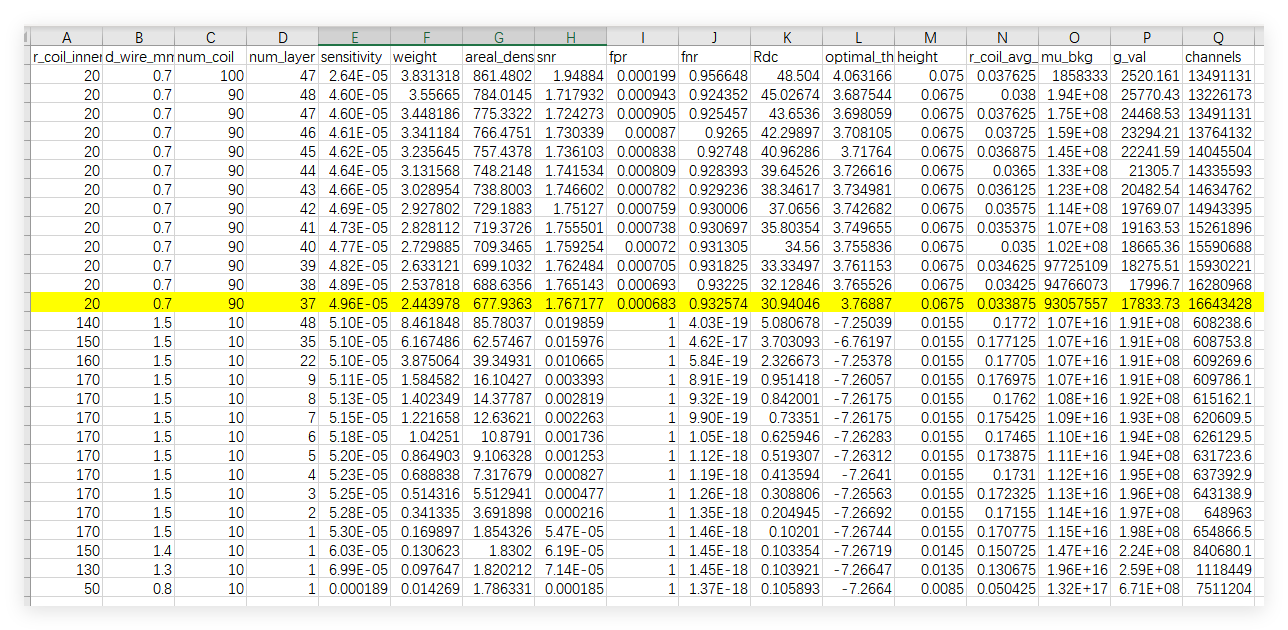 A B C D E F G H I J K L M N O P Q
r_coil_inner d_wire_mm num_coil num_layer sensitivity weight areal_dens snr fpr fnr Rdc optimal_th height r_coil_avg_ mu_bkg g_val channels
20 0.7 100 47 2.64E-05 3.831318 861.4802 1.94884 0.000199 0.956648 48.504 4.063166 0.075 0.037625 1858333 2520.161 13491131
20 0.7 90 48 4.60E-05 3.55665 784.0145 1.717932 0.000943 0.924352 45.02674 3.687544 0.0675 0.038 1.94E+08 25770.43 13226173
20 0.7 90 47 4.60E-05 3.448186 775.3322 1.724273 0.000905 0.925457 43.6536 3.698059 0.0675 0.037625 1.75E+08 24468.53 13491131
20 0.7 90 46 4.61E-05 3.341184 766.4751 1.730339 0.00087 0.9265 42.29897 3.708105 0.0675 0.03725 1.59E+08 23294.21 13764132
20 0.7 90 45 4.62E-05 3.235645 757.4378 1.736103 0.000838 0.92748 40.96286 3.71764 0.0675 0.036875 1.45E+08 22241.59 14045504
20 0.7 90 44 4.64E-05 3.131568 748.2148 1.741534 0.000809 0.928393 39.64526 3.726616 0.0675 0.0365 1.33E+08 21305.7 14335593
20 0.7 90 43 4.66E-05 3.028954 738.8003 1.746602 0.000782 0.929236 38.34617 3.734981 0.0675 0.036125 1.23E+08 20482.54 14634762
20 0.7 90 42 4.69E-05 2.927802 729.1883 1.75127 0.000759 0.930006 37.0656 3.742682 0.0675 0.03575 1.14E+08 19769.07 14943395
20 0.7 90 41 4.73E-05 2.828112 719.3726 1.755501 0.000738 0.930697 35.80354 3.749655 0.0675 0.035375 1.07E+08 19163.53 15261896
20 0.7 90 40 4.77E-05 2.729885 709.3465 1.759254 0.00072 0.931305 34.56 3.755836 0.0675 0.035 1.02E+08 18665.36 15590688
20 0.7 90 39 4.82E-05 2.633121 699.1032 1.762484 0.000705 0.931825 33.33497 3.761153 0.0675 0.034625 97725109 18275.51 15930221
20 0.7 90 38 4.89E-05 2.537818 688.6356 1.765143 0.000693 0.93225 32.12846 3.765526 0.0675 0.03425 94766073 17996.7 16280968
20 0.7 90 37 4.96E-05 2.443978 677.9363 1.767177 0.000683 0.932574 30.94046 3.76887 0.0675 0.033875 93057557 17833.73 16643428
140 1.5 10 48 5.10E-05 8.461848 85.78037 0.019859 1 4.03E-19 5.080678 -7.25039 0.0155 0.1772 1.07E+16 1.91E+08 608238.6
150 1.5 10 35 5.10E-05 6.167486 62.57467 0.015976 1 4.62E-17 3.703093 -6.76197 0.0155 0.177125 1.07E+16 1.91E+08 608753.8
160 1.5 10 22 5.10E-05 3.875064 39.34931 0.010665 1 5.84E-19 2.326673 -7.25378 0.0155 0.17705 1.07E+16 1.91E+08 609269.6
170 1.5 10 9 5.11E-05 1.584582 16.10427 0.003393 1 8.91E-19 0.951418 -7.26057 0.0155 0.176975 1.07E+16 1.91E+08 609786.1
170 1.5 10 8 5.13E-05 1.402349 14.37787 0.002819 1 9.32E-19 0.842001 -7.26175 0.0155 0.1762 1.08E+16 1.92E+08 615162.1
170 1.5 10 7 5.15E-05 1.221658 12.63621 0.002263 1 9.90E-19 0.73351 -7.26175 0.0155 0.175425 1.09E+16 1.93E+08 620609.5
170 1.5 10 6 5.18E-05 1.04251 10.8791 0.001736 1 1.05E-18 0.625946 -7.26283 0.0155 0.17465 1.10E+16 1.94E+08 626129.5
170 1.5 10 5 5.20E-05 0.864903 9.106328 0.001253 1 1.12E-18 0.519307 -7.26312 0.0155 0.173875 1.11E+16 1.94E+08 631723.6
170 1.5 10 4 5.23E-05 0.688838 7.317679 0.000827 1 1.19E-18 0.413594 -7.2641 0.0155 0.1731 1.12E+16 1.95E+08 637392.9
170 1.5 10 3 5.25E-05 0.514316 5.512941 0.000477 1 1.26E-18 0.308806 -7.26563 0.0155 0.172325 1.13E+16 1.96E+08 643138.9
170 1.5 10 2 5.28E-05 0.341335 3.691898 0.000216 1 1.35E-18 0.204945 -7.26692 0.0155 0.17155 1.14E+16 1.97E+08 648963
170 1.5 10 1 5.30E-05 0.169897 1.854326 5.47E-05 1 1.46E-18 0.10201 -7.26744 0.0155 0.170775 1.15E+16 1.98E+08 654866.5
150 1.4 10 1 6.03E-05 0.130623 1.8302 6.19E-05 1 1.45E-18 0.103354 -7.26719 0.0145 0.150725 1.47E+16 2.24E+08 840680.1
130 1.3 10 1 6.99E-05 0.097647 1.820212 7.14E-05 1 1.45E-18 0.103921 -7.26647 0.0135 0.130675 1.96E+16 2.59E+08 1118449
50 0.8 10 1 0.000189 0.014269 1.786331 0.000185 1 1.37E-18 0.105893 -7.2664 0.0085 0.050425 1.32E+17 6.71E+08 7511204